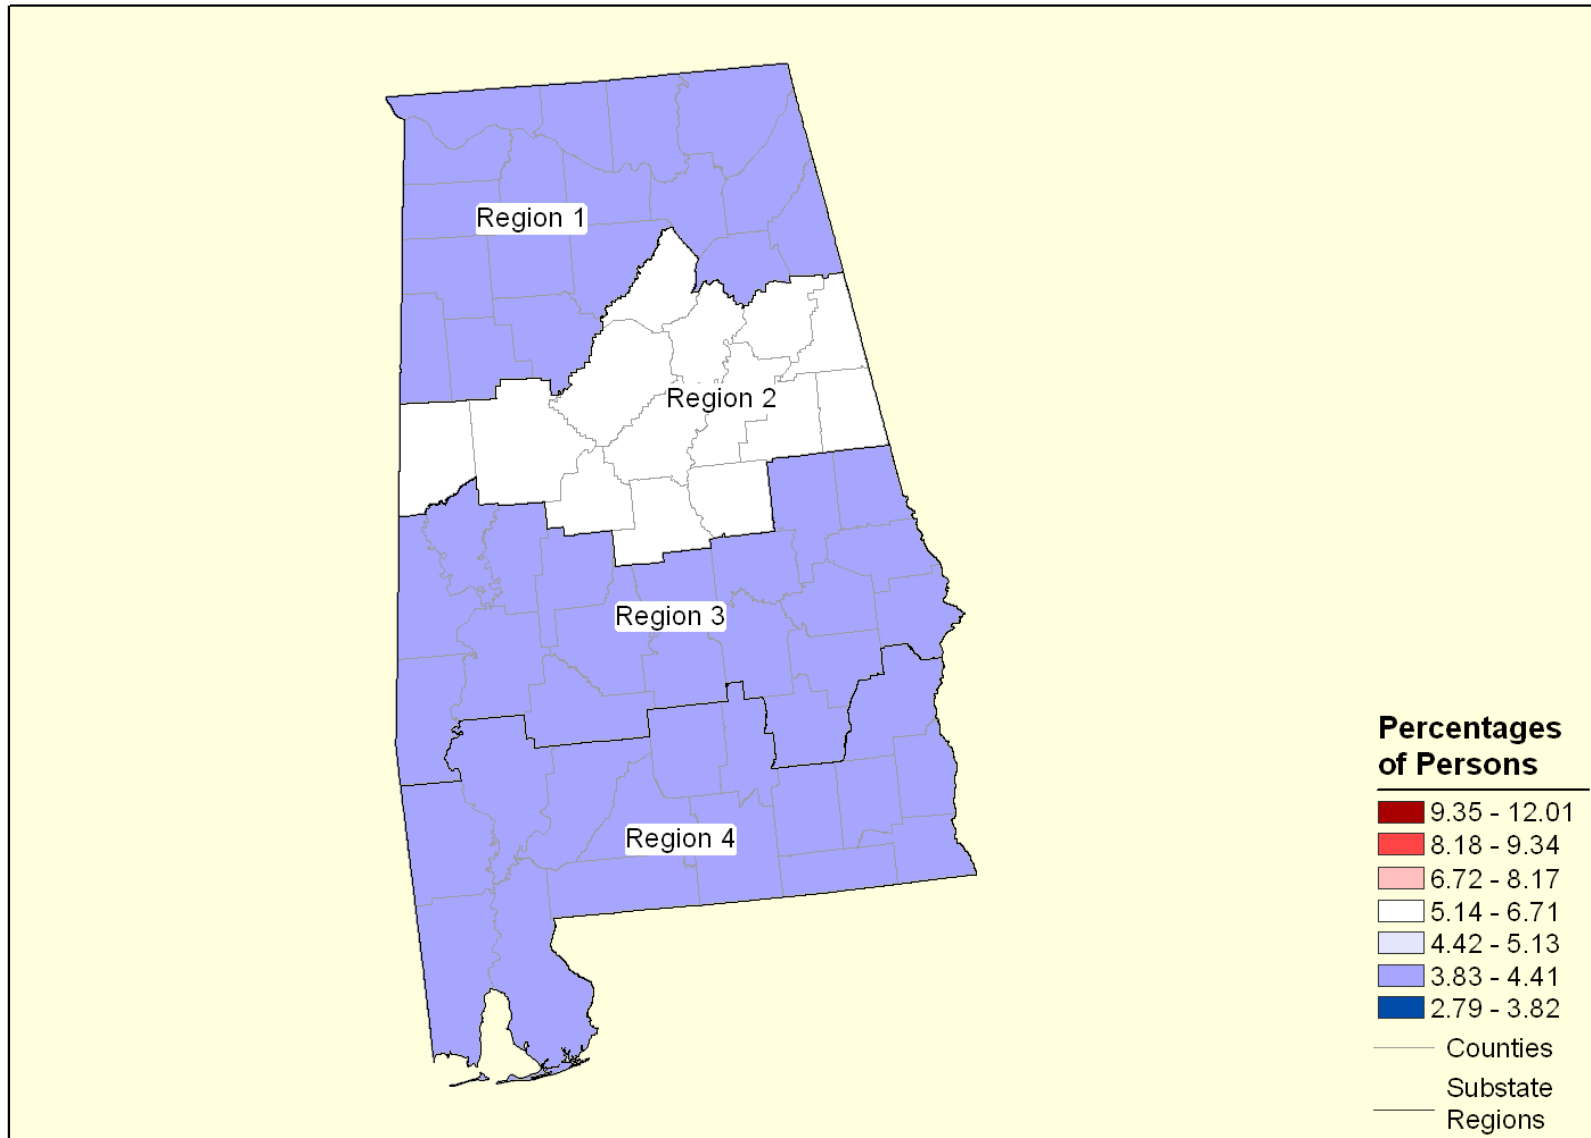 Region 1
Region 2
Region 3
Region 4
Percentages
of Persons
9.35 - 12.01
8.18 - 9.34
6.72 - 8.17
5.14 - 6.71
4.42 - 5.13
3.83 - 4.41
2.79 - 3.82
Counties
Substate
Regions